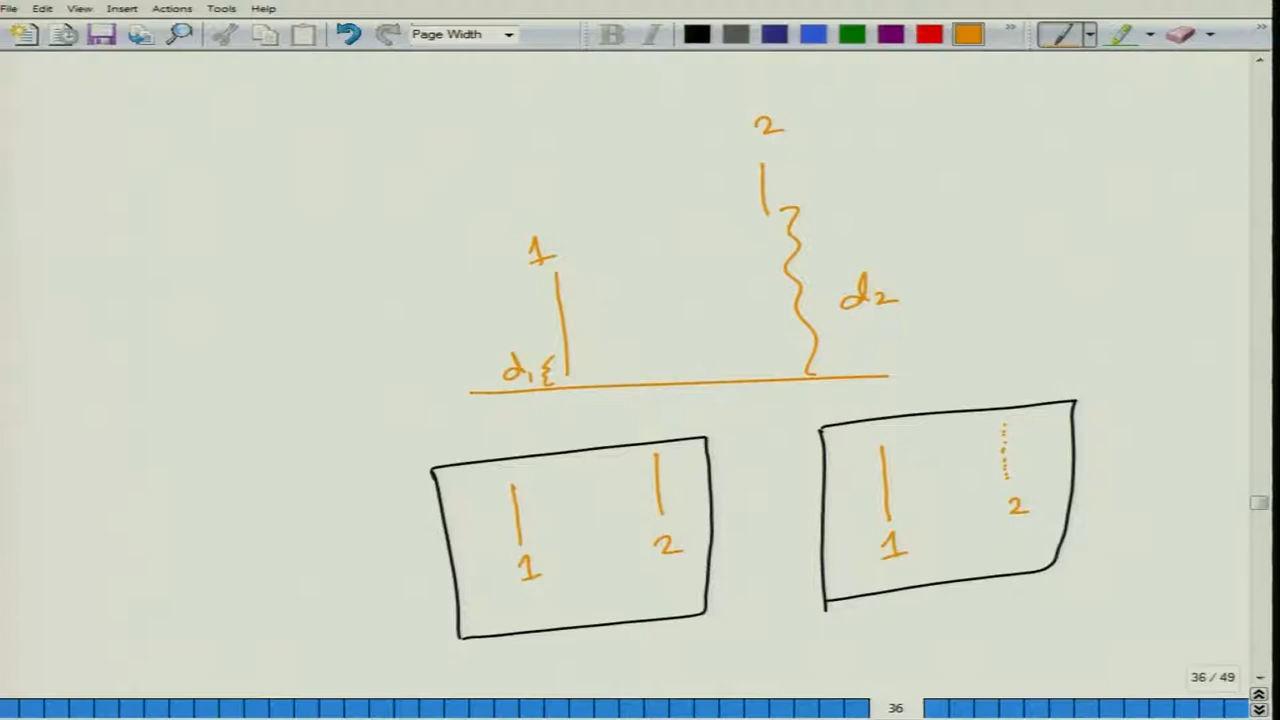 File Edit View Insert Actions Tools Help
Page Width B I
2
1
d1
d2
1 2
1 2
36 / 49
36